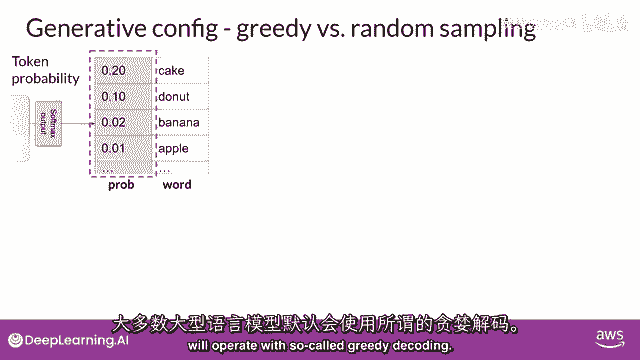 Generative config - greedy vs. random sampling
Token
probability
Softmax
output
0.20 cake
0.10 donut
0.02 banana
0.01 apple
... ...
prob word
大多数大型语言模型默认会使用所谓的贪婪解码。
will operate with so-called greedy decoding.
DeepLearning.AI
aws